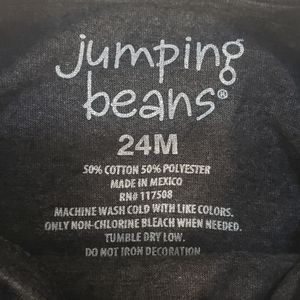 jumping
beans®
24M
50% COTTON 50% POLYESTER
MADE IN MEXICO
RN# 117508
MACHINE WASH COLD WITH LIKE COLORS.
ONLY NON-CHLORINE BLEACH WHEN NEEDED.
TUMBLE DRY LOW.
DO NOT IRON DECORATION